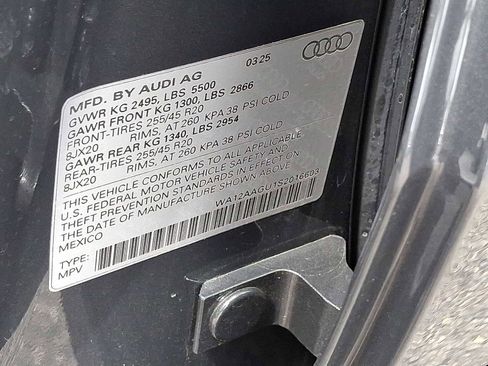 MFD. BY AUDI AG 03:25
GVWR KG 2495, LBS 5500
GAWR FRONT KG 1300, LBS 2866
FRONT-TIRES 255/45 R20
8JX20 RIMS, AT 260 KPA 38 PSI COLD
GAWR REAR KG 1340, LBS 2954
REAR-TIRES 255/45 R20
8JX20 RIMS, AT 260 KPA 38 PSI COLD
THIS VEHICLE CONFORMS TO ALL APPLICABLE
U.S. FEDERAL MOTOR VEHICLE SAFETY AND
THEFT PREVENTION STANDARDS IN EFFECT ON
THE DATE OF MANUFACTURE SHOWN ABOVE.
MEXICO WA12AAGU1S2016603
TYPE:
MPV